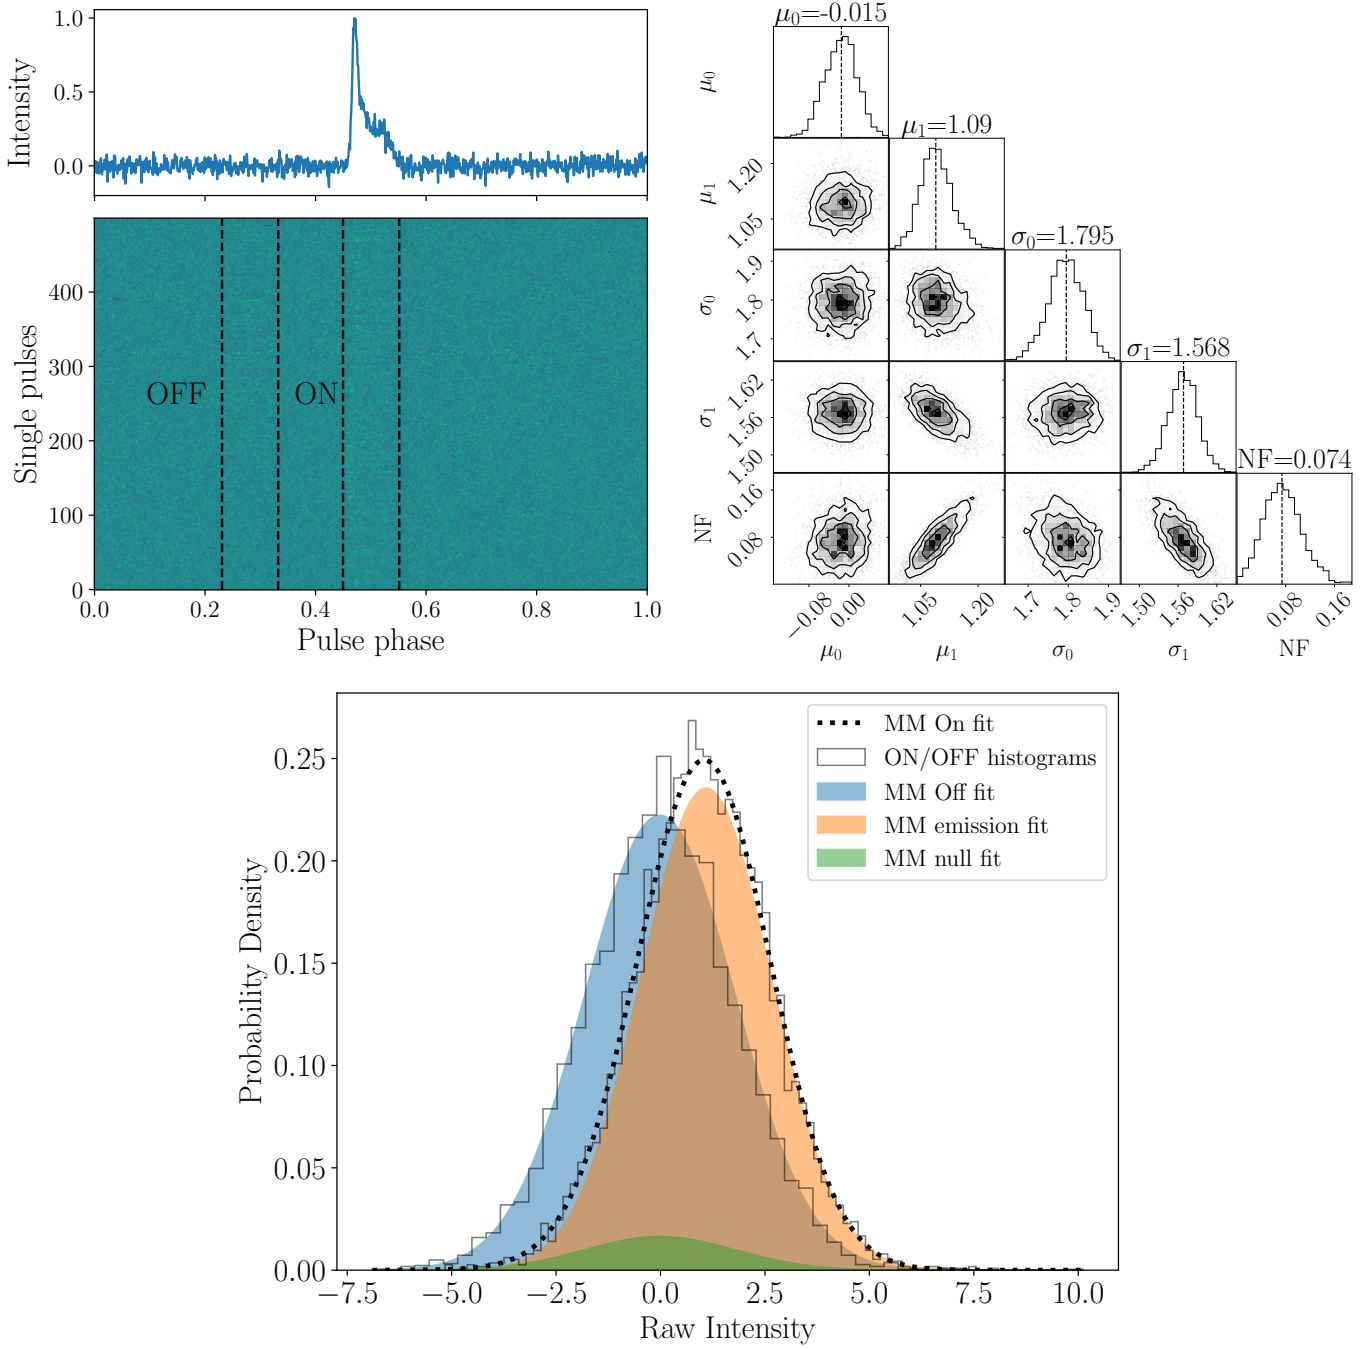 Intensity
1.0
0.5
0.0
Single pulses
400
300
200
100
0
OFF
ON
0.0 0.2 0.4 0.6 0.8 1.0
Pulse phase
μ₀=-0.015
μ₀
μ₁=1.09
μ₁
1.20
1.05
σ₀=1.795
σ₀
1.9
1.8
1.7
σ₁=1.568
σ₁
1.62
1.56
1.50
NF=0.074
NF
0.16
0.08
−0.08 0.00 1.05 1.20 1.7 1.8 1.9 1.50 1.56 1.62 0.08 0.16
μ₀ μ₁ σ₀ σ₁ NF
Probability Density
0.25
0.20
0.15
0.10
0.05
0.00
MM On fit
ON/OFF histograms
MM Off fit
MM emission fit
MM null fit
−7.5 −5.0 −2.5 0.0 2.5 5.0 7.5 10.0
Raw Intensity